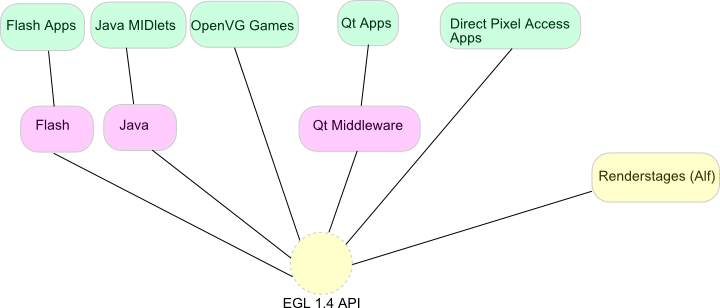 Flash Apps
Java MIDlets
OpenVG Games
Qt Apps
Direct Pixel Access
Apps
Flash
Java
Qt Middleware
Renderstages (Alf)
EGL 1.4 API